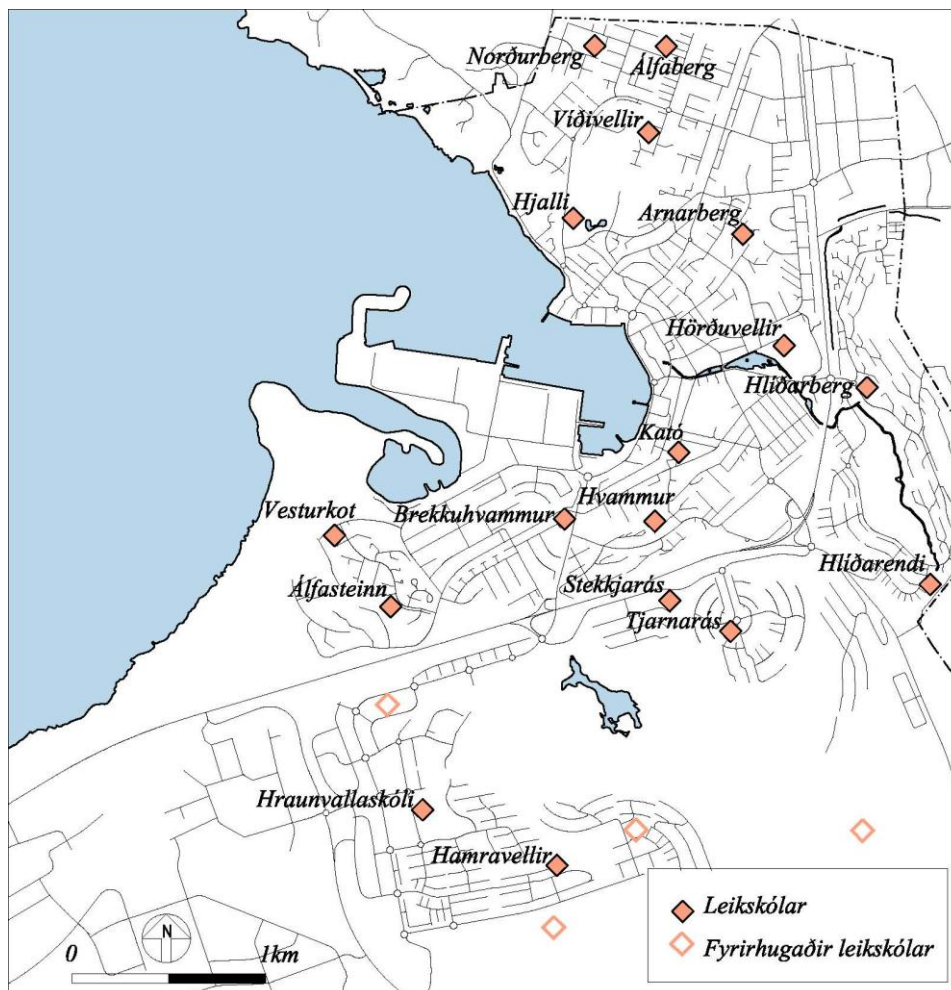 Norðurberg
Álfaberg
Víðivellir
Hjalli
Arnarberg
Hörðuvellir
Hlíðarberg
Kató
Hvammur
Brekkuhvammur
Vesturkot
Hlíðarendi
Stekkjarás
Álfasteinn
Tjarnarás
Hraunvallaskóli
Hamravellir
Leikskólar
Fyrirhugaðir leikskólar
N
0 1km